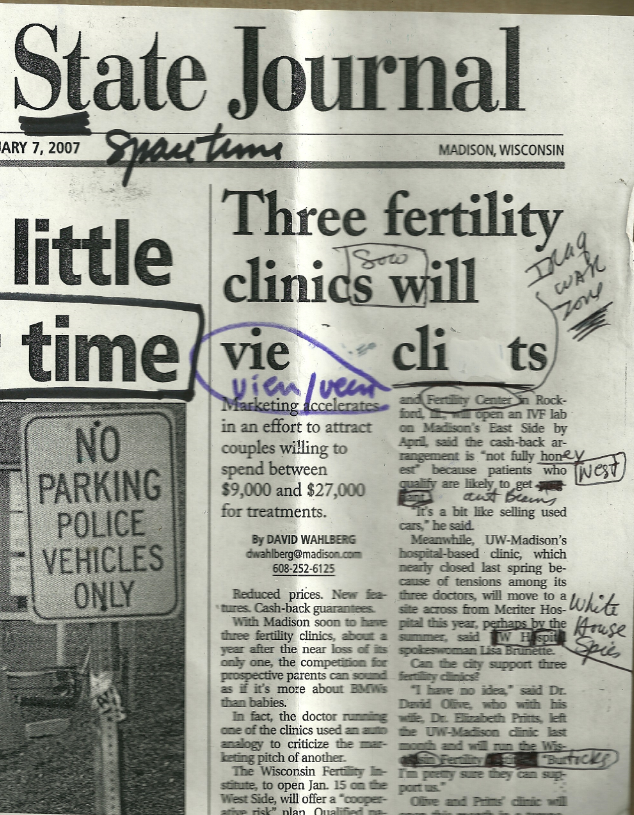 State Journal
ARY 7, 2007
Spacetime
MADISON, WISCONSIN
little
time
NO
PARKING
POLICE
VEHICLES
ONLY
Three fertility
clinics will
Sow
vie cli ts
vien/veen
Drag
war
zone
Marketing accelerates
in an effort to attract
couples willing to
spend between
$9,000 and $27,000
for treatments.
By DAVID WAHLBERG
dwahlberg@madison.com
608-252-6125
Reduced prices. New fea-
tures. Cash-back guarantees.
With Madison soon to have
three fertility clinics, about a
year after the near loss of its
only one, the competition for
prospective parents can sound
as if it's more about BMWs
than babies.
In fact, the doctor running
one of the clinics used an auto
analogy to criticize the mar-
keting pitch of another.
The Wisconsin Fertility In-
stitute, to open Jan. 15 on the
West Side, will offer a "cooper-
ative risk" plan. Qualified pa-
and Fertility Center in Rock-
ford, Ill., will open an IVF lab
on Madison's East Side by
April, said the cash-back ar-
rangement is "not fully honey
est" because patients who
West
qualify are likely to get
aunt beams
"It's a bit like selling used
cars," he said.
Meanwhile, UW-Madison's
hospital-based clinic, which
nearly closed last spring be-
cause of tensions among its
three doctors, will move to a
site across from Meriter Hos-
pital this year, perhaps by the
summer, said W Hospit
spokeswoman Lisa Brunette.
White
House
Spies
Can the city support three
fertility clinics?
"I have no idea," said Dr.
David Olive, who with his
wife, Dr. Elizabeth Pritts, left
the UW-Madison clinic last
month and will run the Wis-
Fertility
"Burticks
I'm pretty sure they can sup-
port us."
Olive and Pritts' clinic will